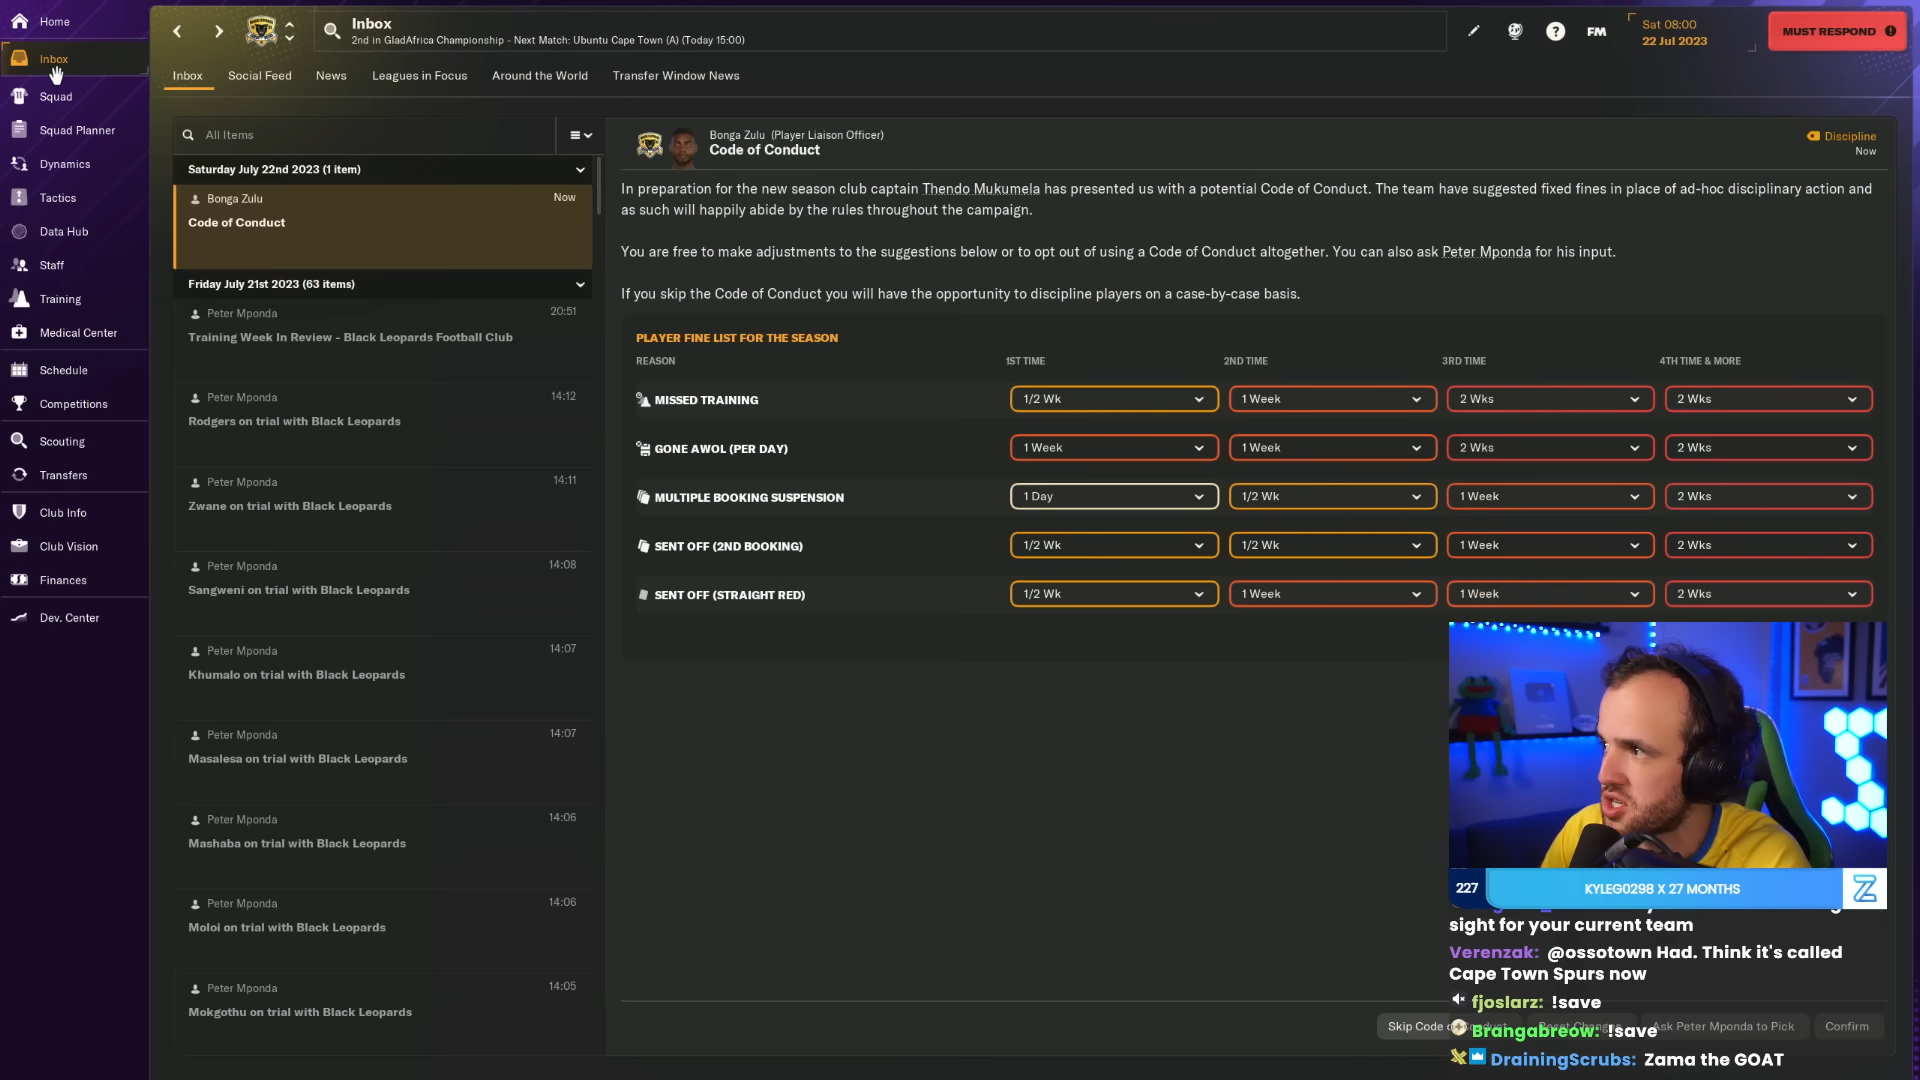 Home
Inbox
Squad
Squad Planner
Dynamics
Tactics
Data Hub
Staff
Training
Medical Center
Schedule
Competitions
Scouting
Transfers
Club Info
Club Vision
Finances
Dev. Center
Inbox
2nd in GladAfrica Championship - Next Match: Ubuntu Cape Town (A) (Today 15:00)
FM
Sat 08:00
22 Jul 2023
MUST RESPOND
Inbox Social Feed News Leagues in Focus Around the World Transfer Window News
All Items
Saturday July 22nd 2023 (1 item)
Bonga Zulu Now
Code of Conduct
Friday July 21st 2023 (63 items)
Peter Mponda 20:51
Training Week In Review - Black Leopards Football Club
Peter Mponda 14:12
Rodgers on trial with Black Leopards
Peter Mponda 14:11
Zwane on trial with Black Leopards
Peter Mponda 14:08
Sangweni on trial with Black Leopards
Peter Mponda 14:07
Khumalo on trial with Black Leopards
Peter Mponda 14:07
Masalesa on trial with Black Leopards
Peter Mponda 14:06
Mashaba on trial with Black Leopards
Peter Mponda 14:06
Moloi on trial with Black Leopards
Peter Mponda 14:05
Mokgothu on trial with Black Leopards
Bonga Zulu (Player Liaison Officer)
Code of Conduct
Discipline
Now
In preparation for the new season club captain Thendo Mukumela has presented us with a potential Code of Conduct. The team have suggested fixed fines in place of ad-hoc disciplinary action and
as such will happily abide by the rules throughout the campaign.
You are free to make adjustments to the suggestions below or to opt out of using a Code of Conduct altogether. You can also ask Peter Mponda for his input.
If you skip the Code of Conduct you will have the opportunity to discipline players on a case-by-case basis.
PLAYER FINE LIST FOR THE SEASON
REASON 1ST TIME 2ND TIME 3RD TIME 4TH TIME & MORE
MISSED TRAINING 1/2 Wk 1 Week 2 Wks 2 Wks
GONE AWOL (PER DAY) 1 Week 1 Week 2 Wks 2 Wks
MULTIPLE BOOKING SUSPENSION 1 Day 1/2 Wk 1 Week 2 Wks
SENT OFF (2ND BOOKING) 1/2 Wk 1/2 Wk 1 Week 2 Wks
SENT OFF (STRAIGHT RED) 1/2 Wk 1 Week 1 Week 2 Wks
227 KYLEG0298 X 27 MONTHS
sight for your current team
Verenzak: @ossotown Had. Think it's called
Cape Town Spurs now
fjoslarz: !save
Skip Code Ask Peter Mponda to Pick Confirm
Brangabreow: !save
DrainingScrubs: Zama the GOAT